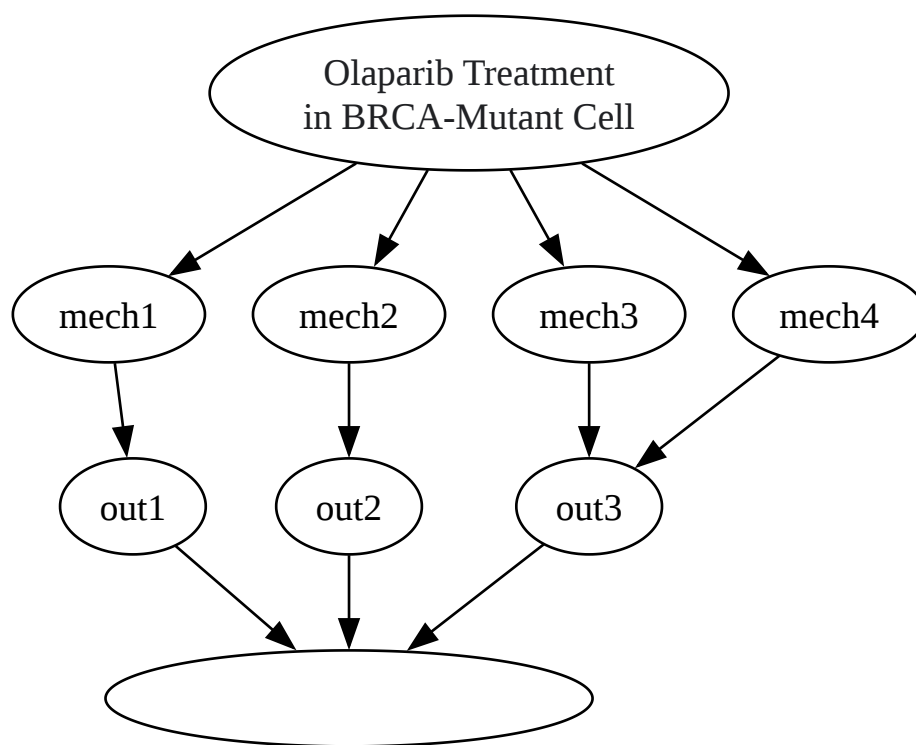 Olaparib Treatment
in BRCA-Mutant Cell
mech1
mech2
mech3
mech4
out1
out2
out3